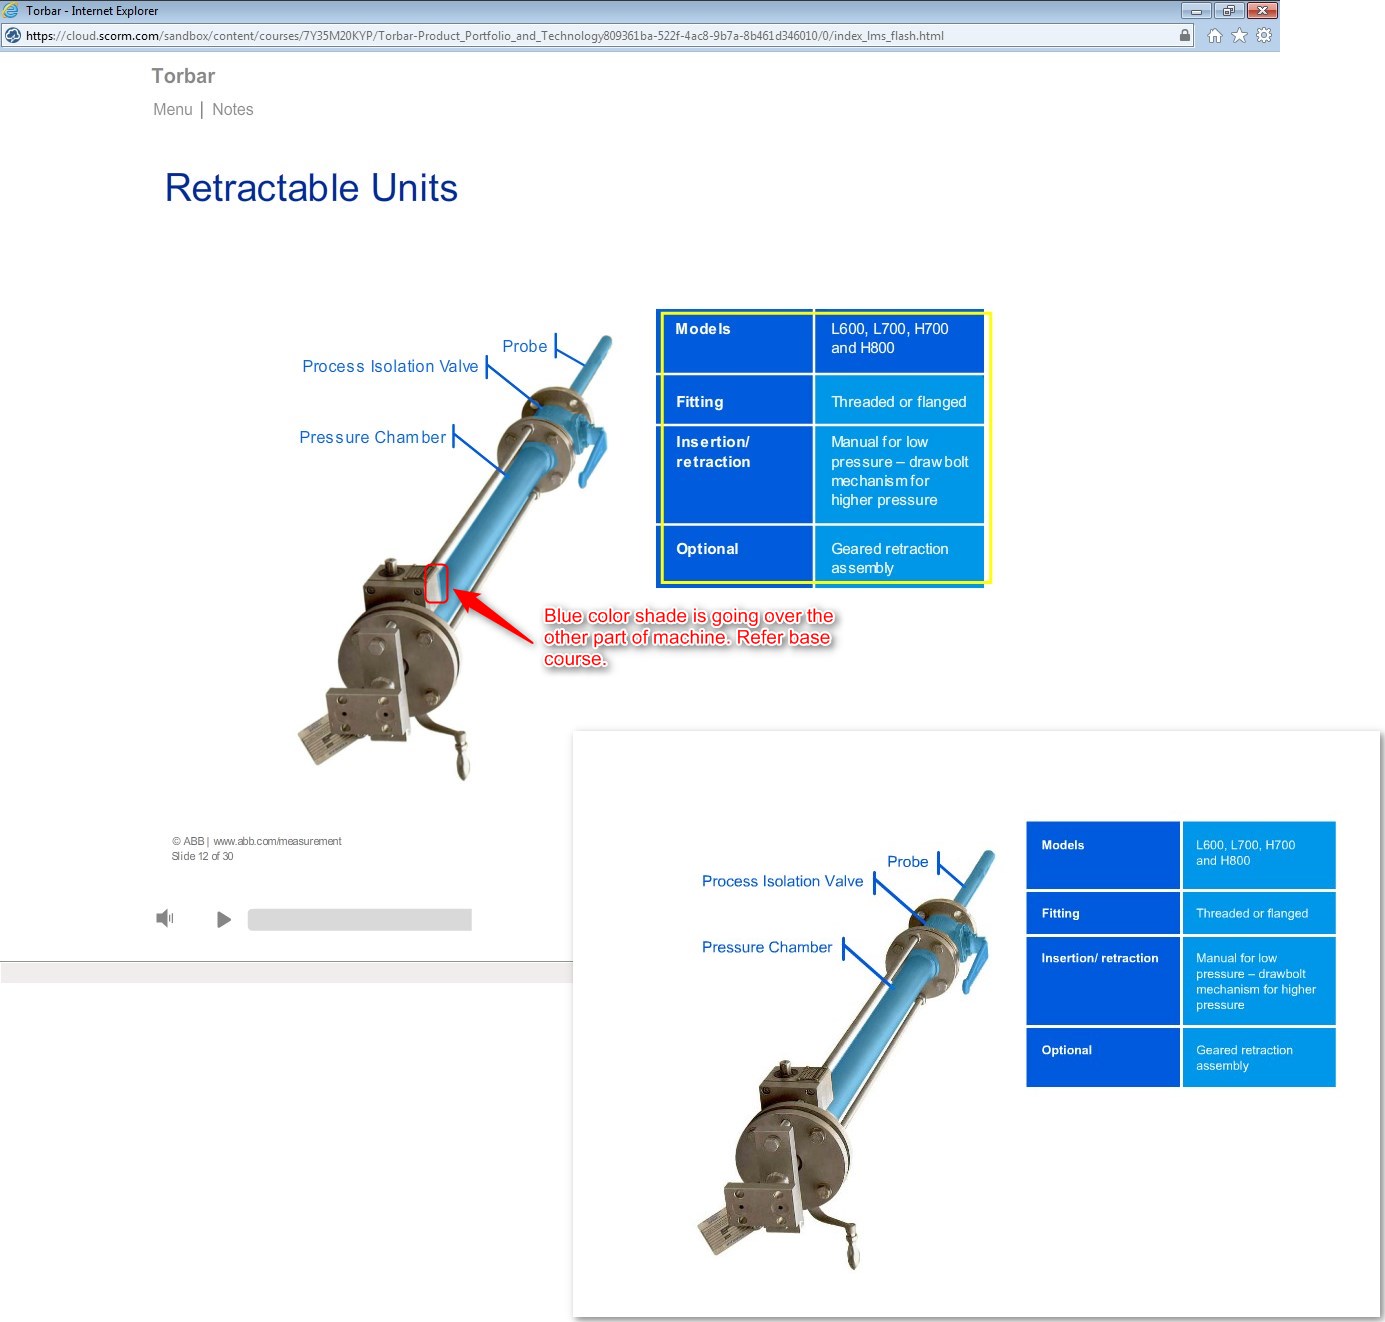 Torbar - Internet Explorer
https://cloud.scorm.com/sandbox/content/courses/7Y35M20KYP/Torbar-Product_Portfolio_and_Technology809361ba-522f-4ac8-9b7a-8b461d346010/0/index_lms_flash.html
Torbar
Menu | Notes
Retractable Units
Probe
Process Isolation Valve
Pressure Chamber
Models
L600, L700, H700
and H800
Fitting
Threaded or flanged
Insertion/
retraction
Manual for low
pressure – drawbolt
mechanism for
higher pressure
Optional
Geared retraction
assembly
Blue color shade is going over the
other part of machine. Refer base
course.
© ABB | www.abb.com/measurement
Slide 12 of 30
Probe
Process Isolation Valve
Pressure Chamber
Models
L600, L700, H700
and H800
Fitting
Threaded or flanged
Insertion/ retraction
Manual for low
pressure – drawbolt
mechanism for higher
pressure
Optional
Geared retraction
assembly